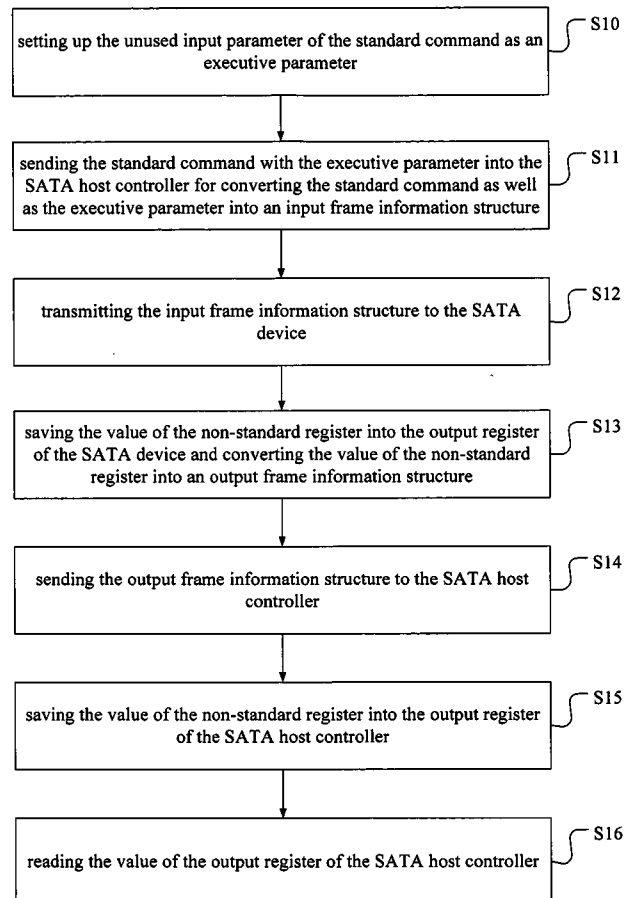 setting up the unused input parameter of the standard command as an
executive parameter
S10
sending the standard command with the executive parameter into the
SATA host controller for converting the standard command as well
as the executive parameter into an input frame information structure
S11
transmitting the input frame information structure to the SATA
device
S12
saving the value of the non-standard register into the output register
of the SATA device and converting the value of the non-standard
register into an output frame information structure
S13
sending the output frame information structure to the SATA host
controller
S14
saving the value of the non-standard register into the output register
of the SATA host controller
S15
reading the value of the output register of the SATA host controller
S16